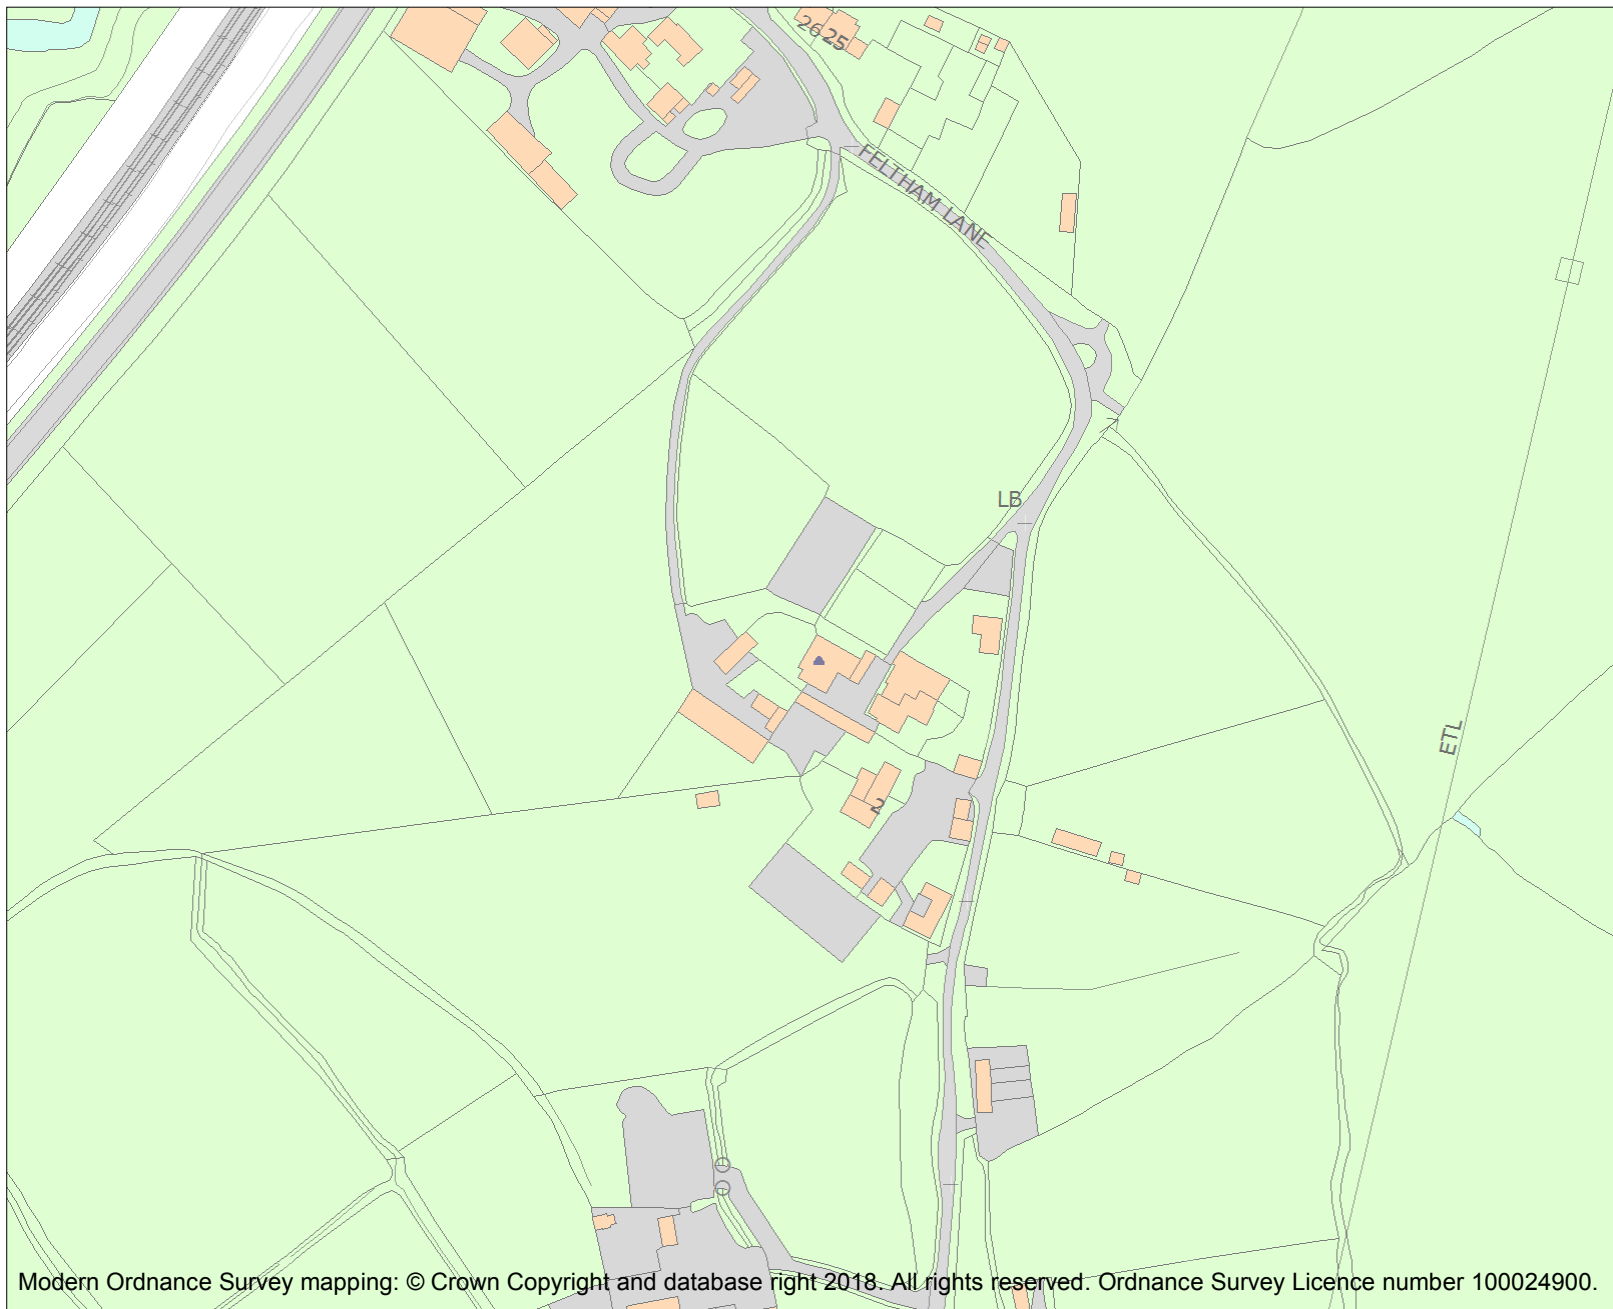 26 25
FELTHAM LANE
LB
ETL
2
Modern Ordnance Survey mapping: © Crown Copyright and database right 2018. All rights reserved. Ordnance Survey Licence number 100024900.